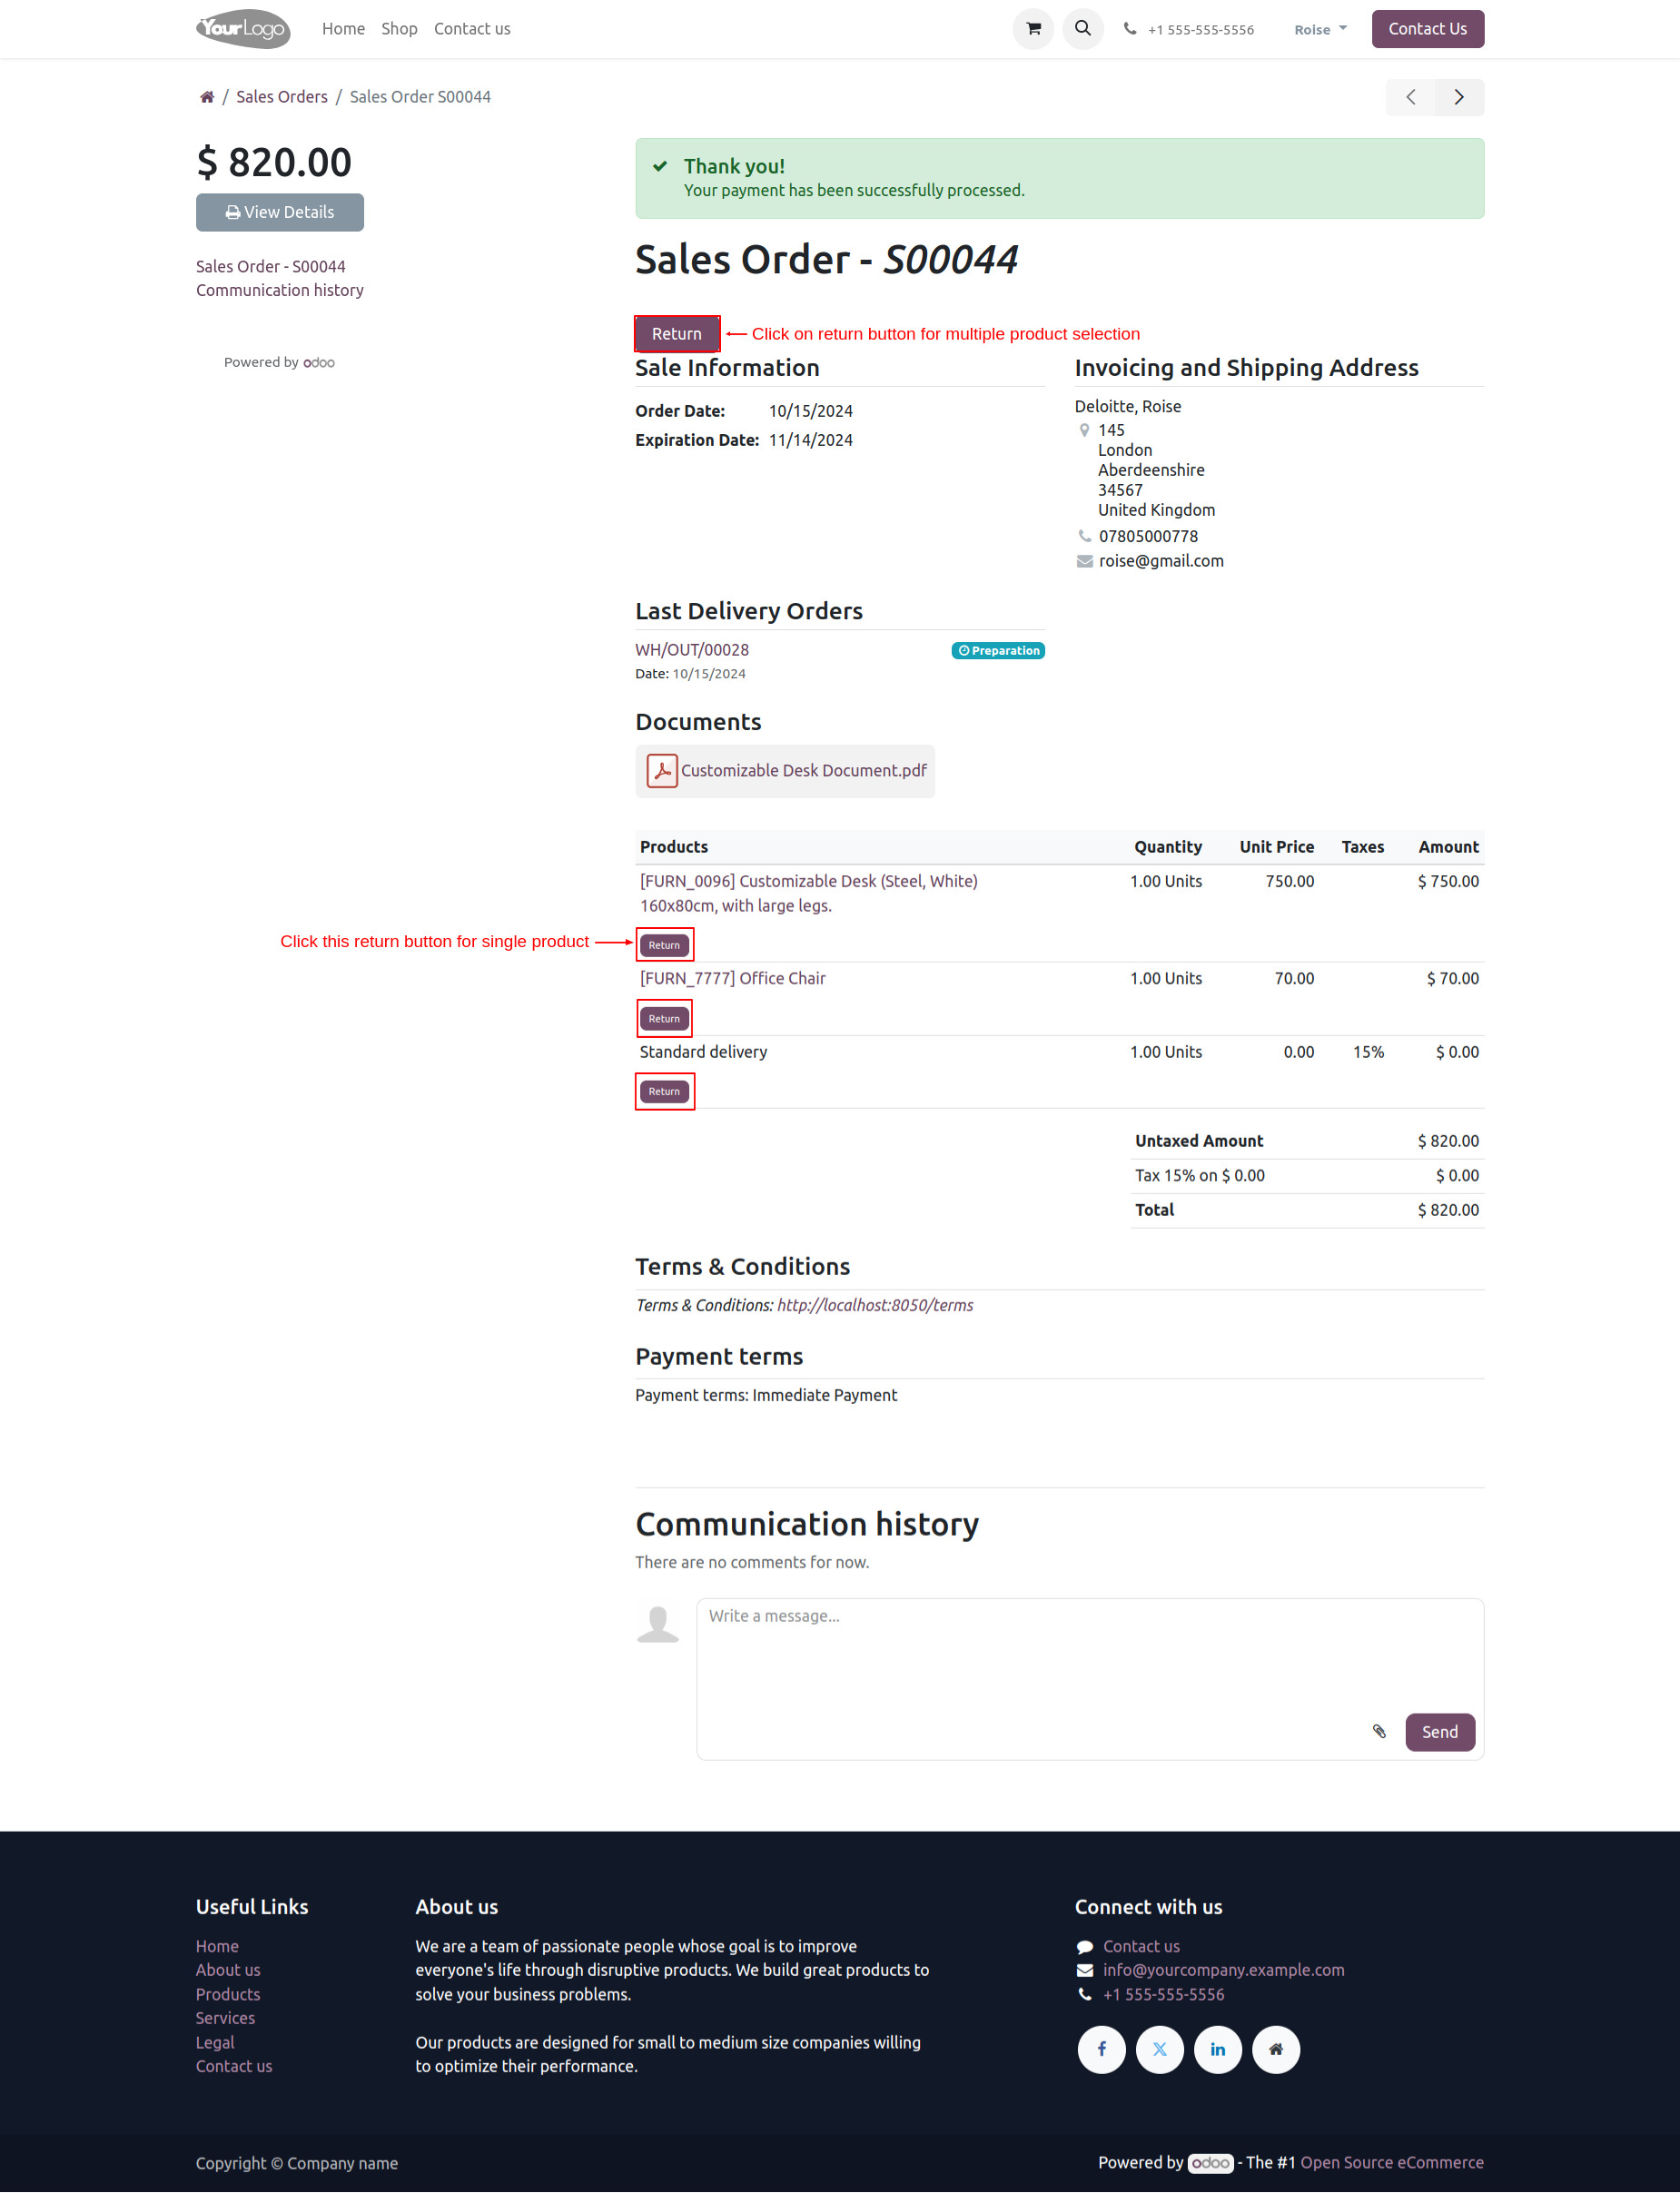 YourLogo Home Shop Contact us +1 555-555-5556 Roise Contact Us
/ Sales Orders / Sales Order S00044
$ 820.00
View Details
Sales Order - S00044
Communication history
Powered by odoo
Thank you!
Your payment has been successfully processed.
Sales Order - S00044
Return Click on return button for multiple product selection
Sale Information
Order Date: 10/15/2024
Expiration Date: 11/14/2024
Invoicing and Shipping Address
Deloitte, Roise
145
London
Aberdeenshire
34567
United Kingdom
07805000778
roise@gmail.com
Last Delivery Orders
WH/OUT/00028 Preparation
Date: 10/15/2024
Documents
Customizable Desk Document.pdf
Products Quantity Unit Price Taxes Amount
[FURN_0096] Customizable Desk (Steel, White) 1.00 Units 750.00 $ 750.00
160x80cm, with large legs.
Click this return button for single product Return
[FURN_7777] Office Chair 1.00 Units 70.00 $ 70.00
Return
Standard delivery 1.00 Units 0.00 15% $ 0.00
Return
Untaxed Amount $ 820.00
Tax 15% on $ 0.00 $ 0.00
Total $ 820.00
Terms & Conditions
Terms & Conditions: http://localhost:8050/terms
Payment terms
Payment terms: Immediate Payment
Communication history
There are no comments for now.
Write a message...
Send
Useful Links
Home
About us
Products
Services
Legal
Contact us
About us
We are a team of passionate people whose goal is to improve
everyone's life through disruptive products. We build great products to
solve your business problems.
Our products are designed for small to medium size companies willing
to optimize their performance.
Connect with us
Contact us
info@yourcompany.example.com
+1 555-555-5556
Copyright © Company name
Powered by odoo - The #1 Open Source eCommerce